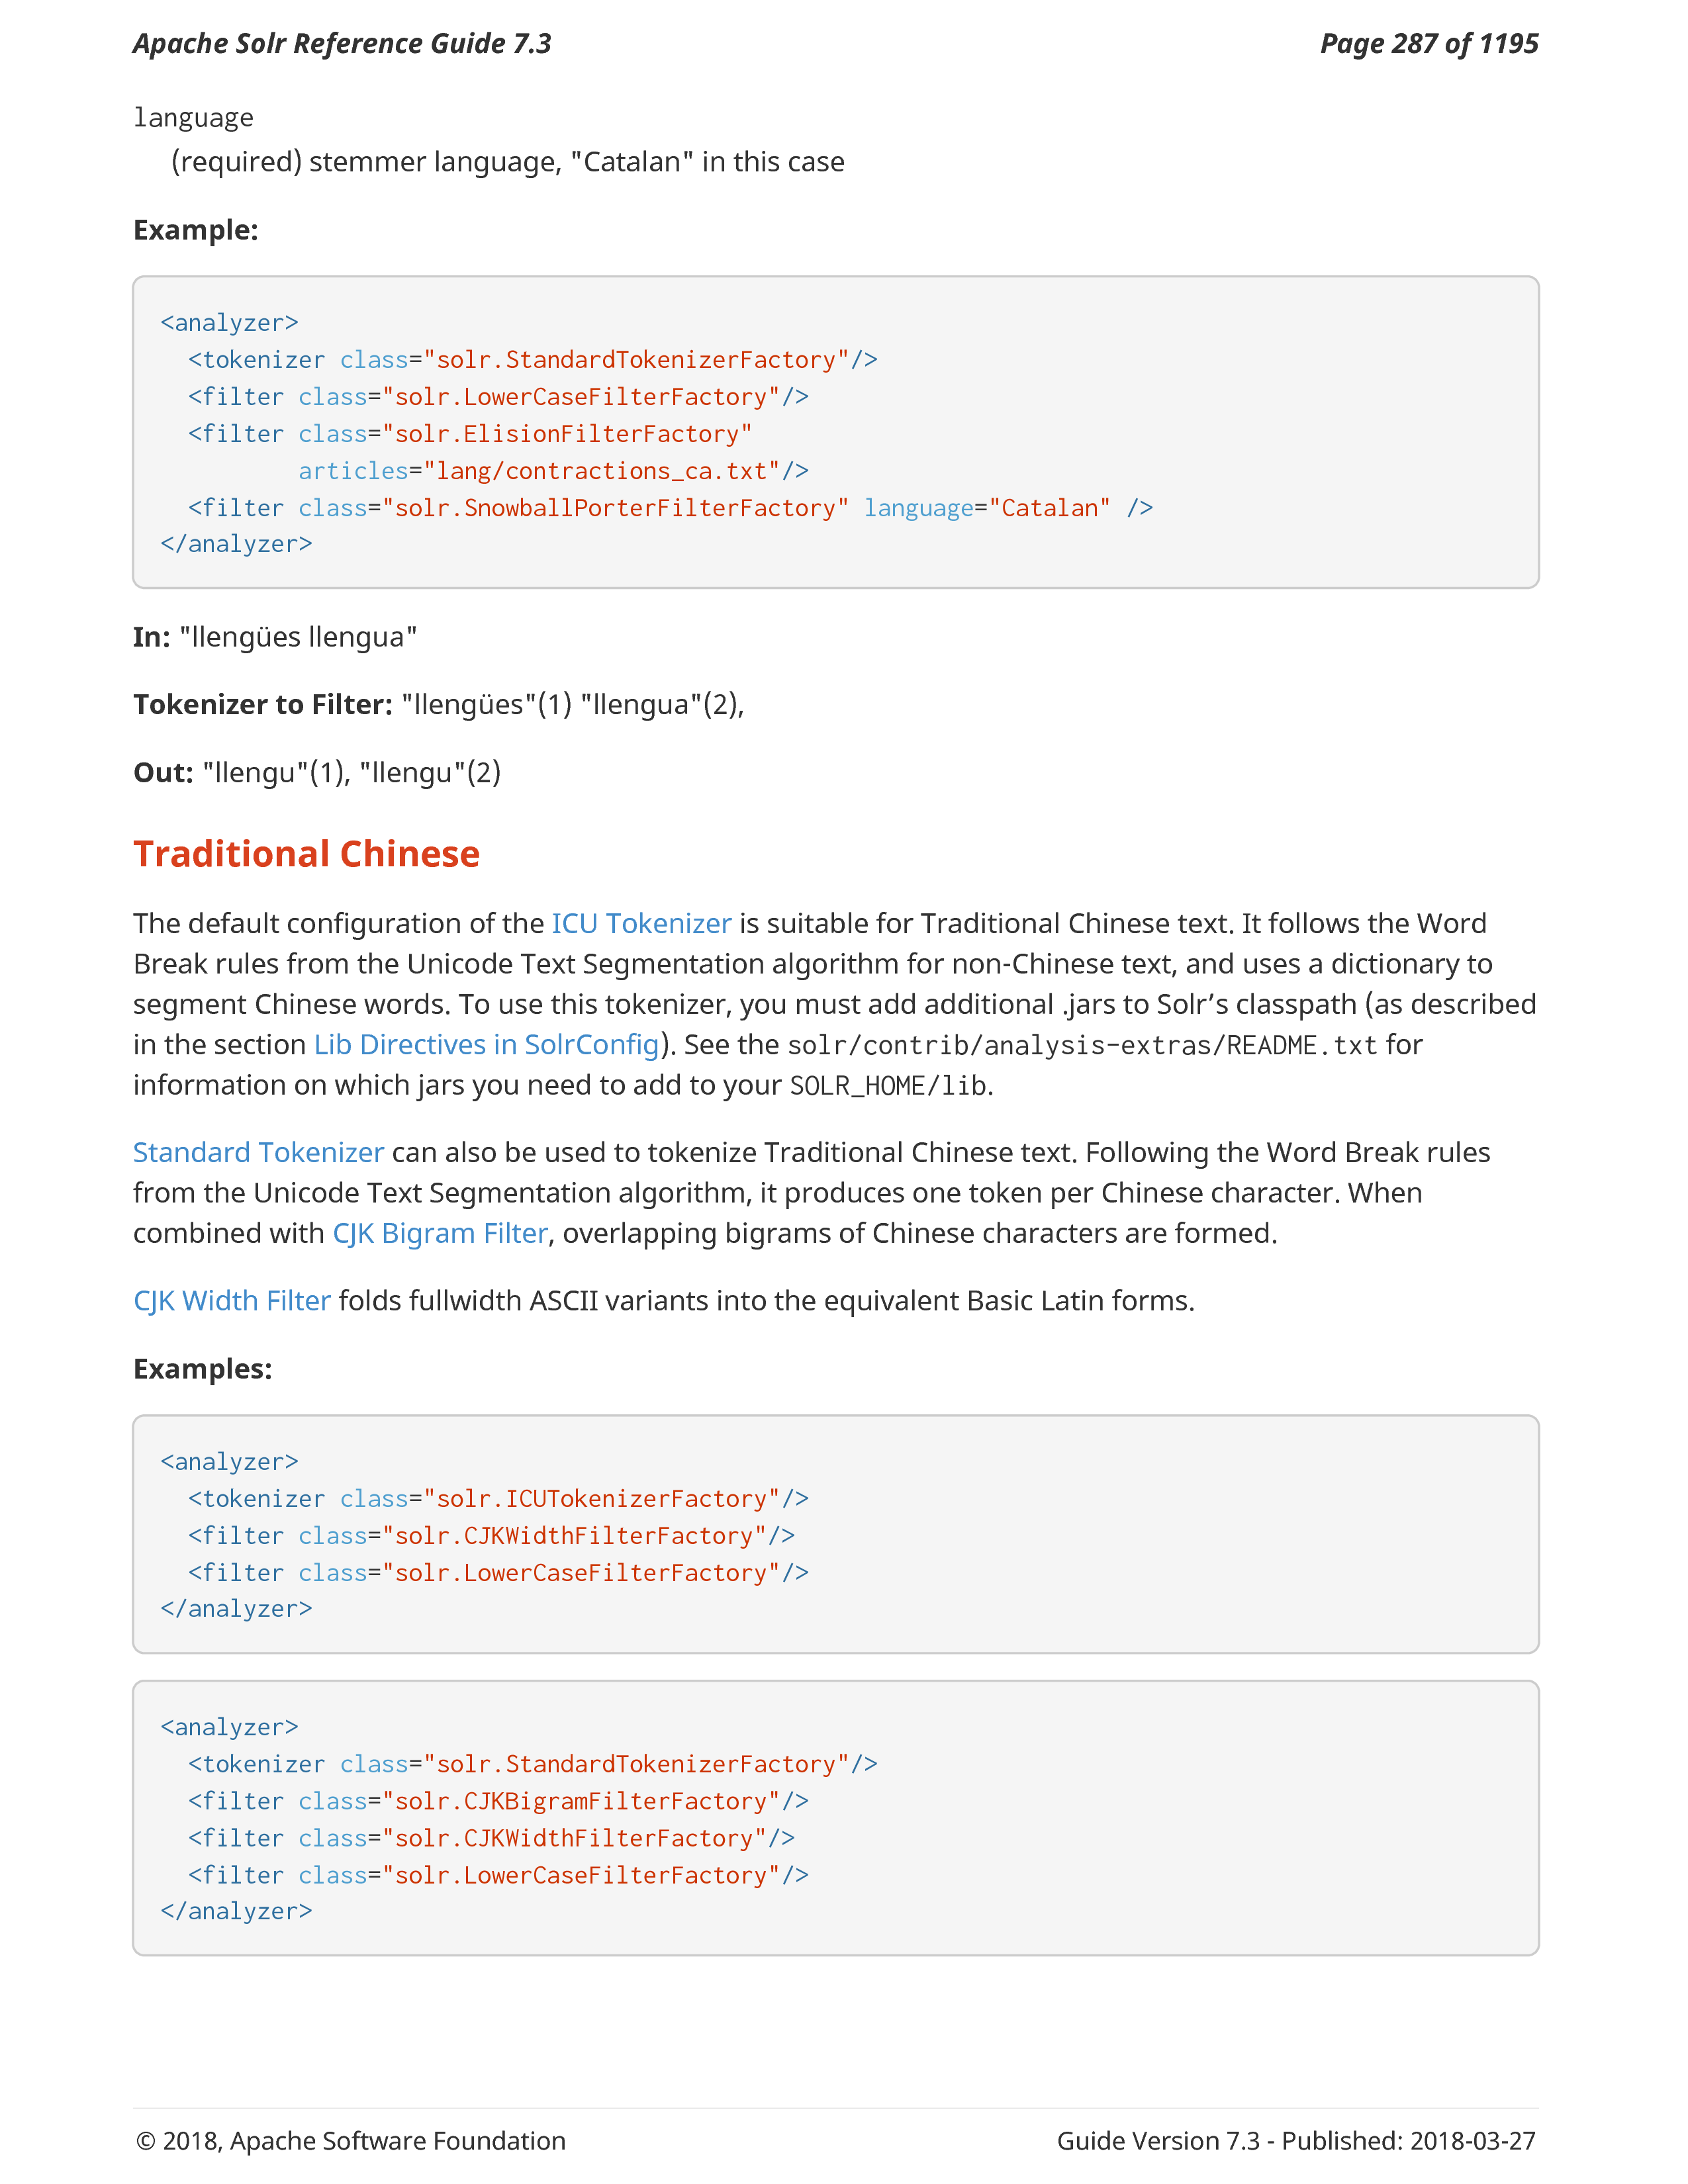 Apache Solr Reference Guide 7.3
Page 287 of 1195
language
(required) stemmer language, "Catalan" in this case
Example:
<analyzer>
  <tokenizer class="solr.StandardTokenizerFactory"/>
  <filter class="solr.LowerCaseFilterFactory"/>
  <filter class="solr.ElisionFilterFactory"
          articles="lang/contractions_ca.txt"/>
  <filter class="solr.SnowballPorterFilterFactory" language="Catalan" />
</analyzer>
In: "llengües llengua"
Tokenizer to Filter: "llengües"(1) "llengua"(2),
Out: "llengu"(1), "llengu"(2)
Traditional Chinese
The default configuration of the ICU Tokenizer is suitable for Traditional Chinese text. It follows the Word
Break rules from the Unicode Text Segmentation algorithm for non-Chinese text, and uses a dictionary to
segment Chinese words. To use this tokenizer, you must add additional .jars to Solr’s classpath (as described
in the section Lib Directives in SolrConfig). See the solr/contrib/analysis-extras/README.txt for
information on which jars you need to add to your SOLR_HOME/lib.
Standard Tokenizer can also be used to tokenize Traditional Chinese text. Following the Word Break rules
from the Unicode Text Segmentation algorithm, it produces one token per Chinese character. When
combined with CJK Bigram Filter, overlapping bigrams of Chinese characters are formed.
CJK Width Filter folds fullwidth ASCII variants into the equivalent Basic Latin forms.
Examples:
<analyzer>
  <tokenizer class="solr.ICUTokenizerFactory"/>
  <filter class="solr.CJKWidthFilterFactory"/>
  <filter class="solr.LowerCaseFilterFactory"/>
</analyzer>
<analyzer>
  <tokenizer class="solr.StandardTokenizerFactory"/>
  <filter class="solr.CJKBigramFilterFactory"/>
  <filter class="solr.CJKWidthFilterFactory"/>
  <filter class="solr.LowerCaseFilterFactory"/>
</analyzer>
© 2018, Apache Software Foundation
Guide Version 7.3 - Published: 2018-03-27